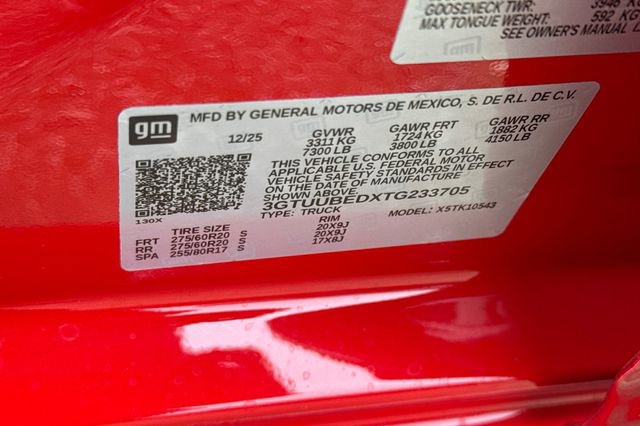 GOOSENECK TWR: 3946 KG
MAX TONGUE WEIGHT: 592 KG
SEE OWNER'S MANUAL
gm
MFD BY GENERAL MOTORS DE MEXICO, S. DE R.L. DE C.V.
12/25 GVWR GAWR FRT GAWR RR
3311 KG 1724 KG 1882 KG
7300 LB 3800 LB 4150 LB
THIS VEHICLE CONFORMS TO ALL
APPLICABLE U.S. FEDERAL MOTOR
VEHICLE SAFETY STANDARDS IN EFFECT
ON THE DATE OF MANUFACTURE
SHOWN ABOVE.
3GTUUBEDXTG233705
TYPE: TRUCK MODEL: X5TK10543
130X
TIRE SIZE RIM
FRT 275/60R20 S 20X9J
RR 275/60R20 S 20X9J
SPA 255/80R17 S 17X8J